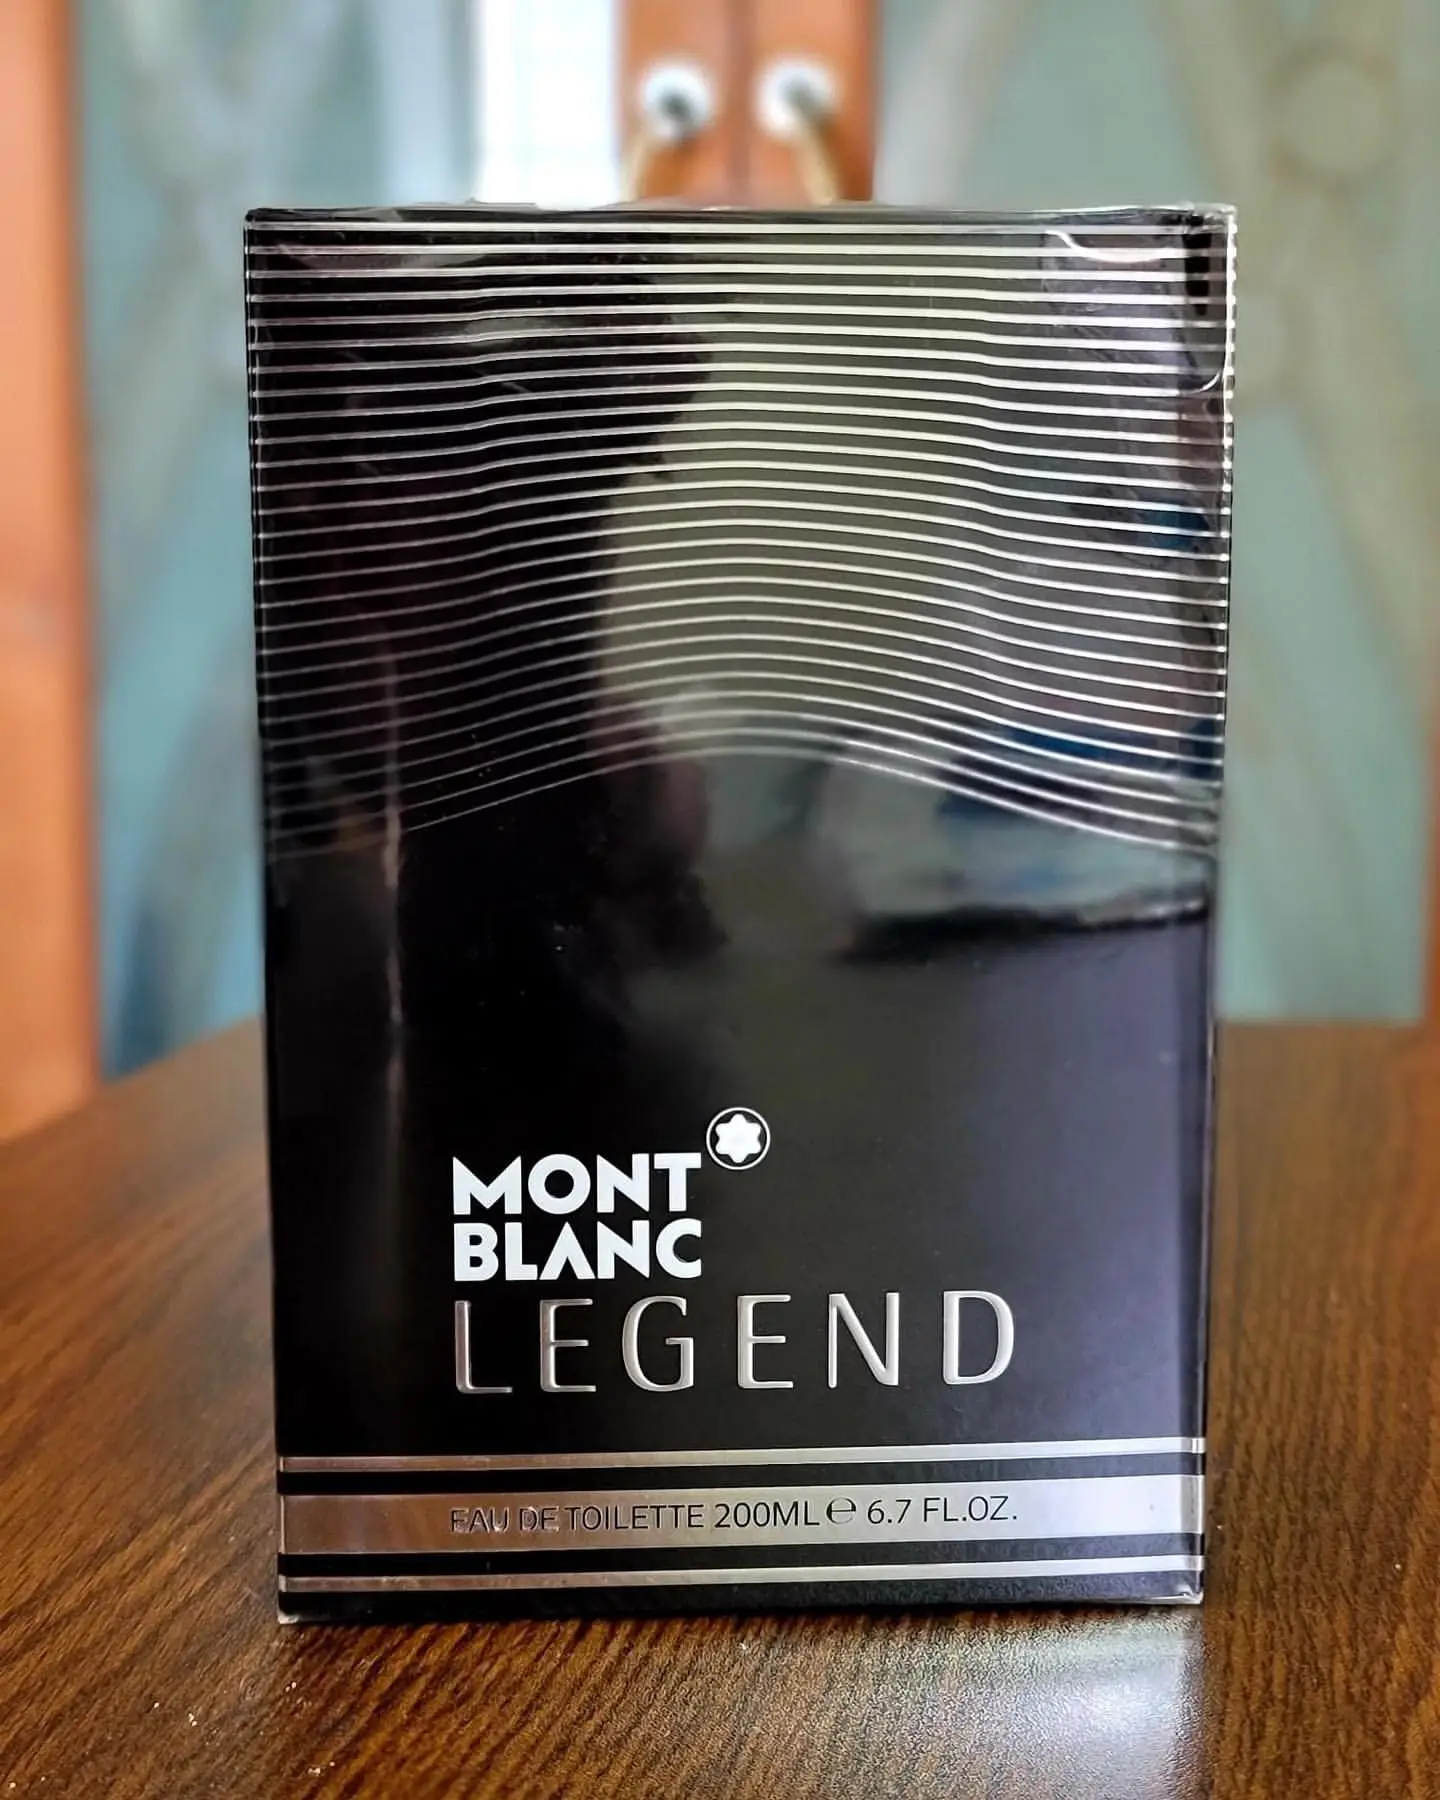 MONT
BLANC
LEGEND
EAU DE TOILETTE 200ML ℮ 6.7 FL.OZ.